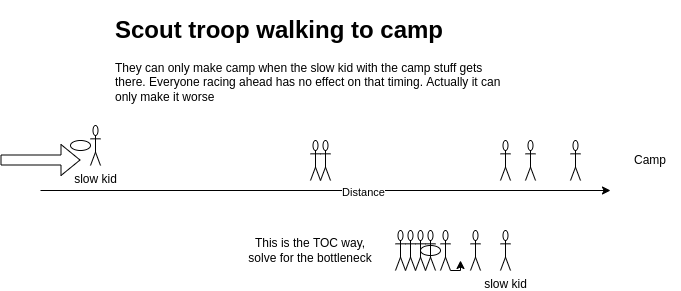 Scout troop walking to camp
They can only make camp when the slow kid with the camp stuff gets
there. Everyone racing ahead has no effect on that timing. Actually it can
only make it worse
Camp
slow kid
Distance
This is the TOC way,
solve for the bottleneck
slow kid